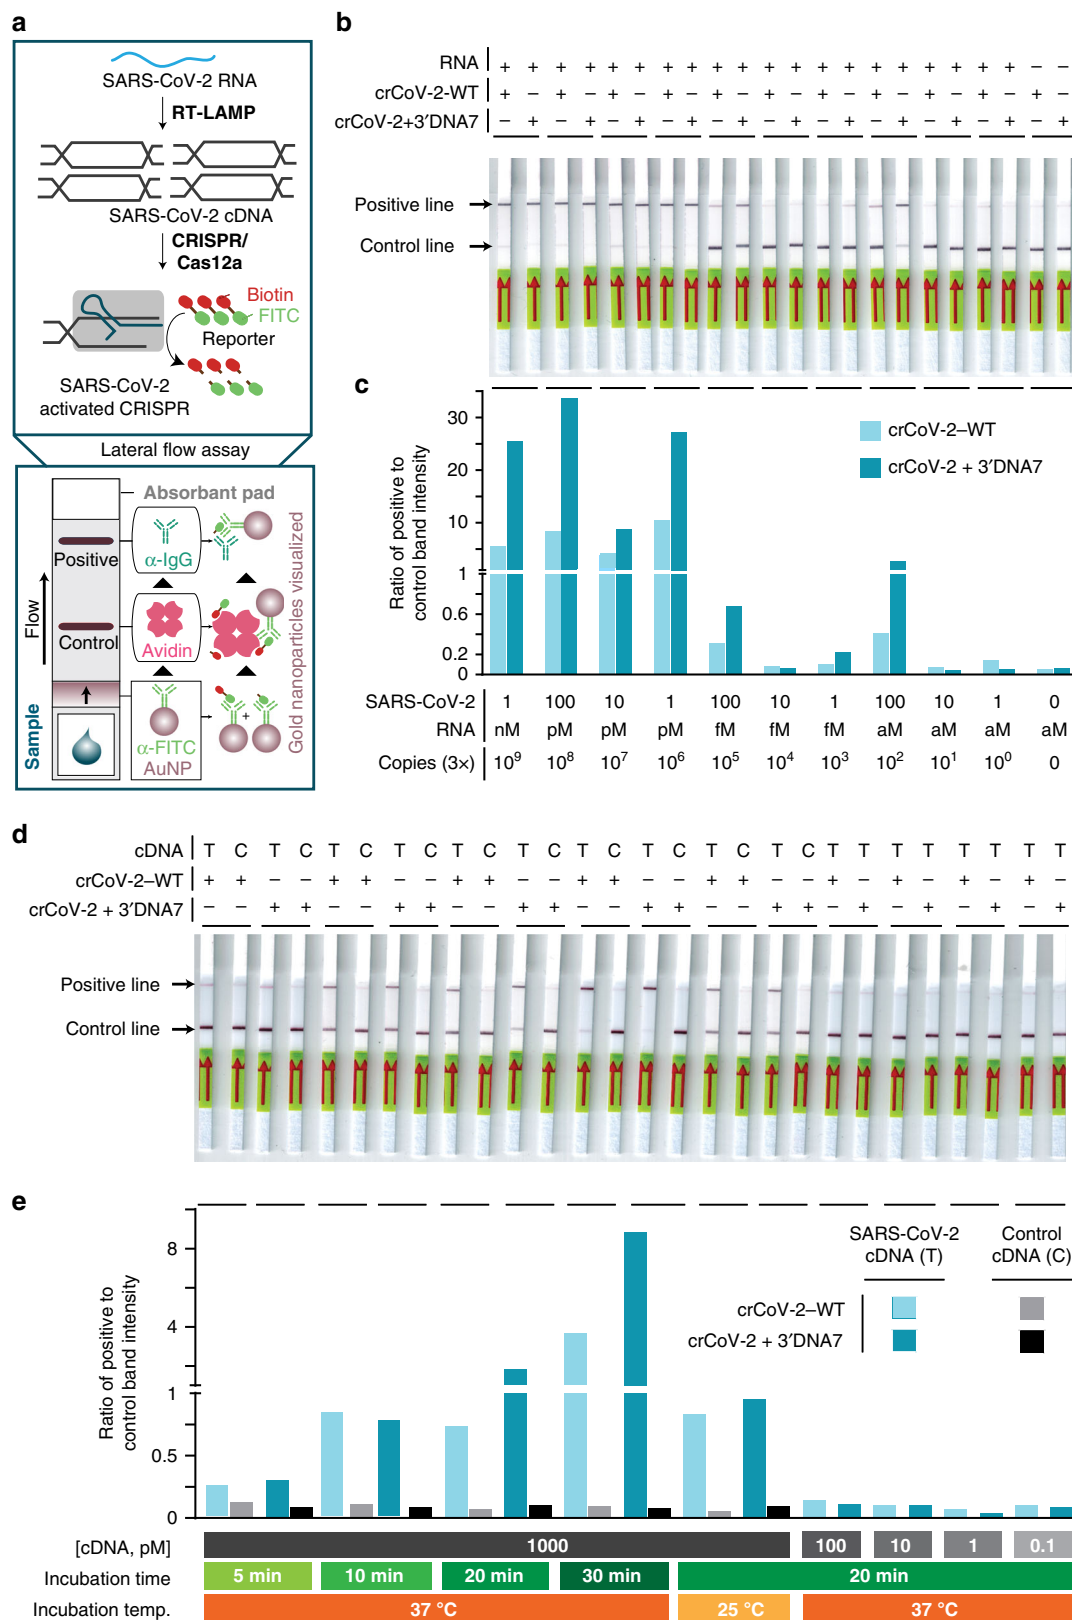 a
SARS-CoV-2 RNA
RT-LAMP
SARS-CoV-2 cDNA
CRISPR/
Cas12a
Biotin
FITC
Reporter
SARS-CoV-2
activated CRISPR
Lateral flow assay
Absorbant pad
Positive
α-IgG
Flow
Control
Avidin
Sample
α-FITC
AuNP
+
Gold nanoparticles visualized
b
RNA + + + + + + + + + + + + + + + + + + + + – –
crCoV-2-WT + – + – + – + – + – + – + – + – + – + – + –
crCoV-2+3′DNA7 – + – + – + – + – + – + – + – + – + – + – +
Positive line
Control line
c
Ratio of positive to
control band intensity
30
20
10
1
0.6
0.2
0
crCoV-2–WT
crCoV-2 + 3′DNA7
SARS-CoV-2 1 100 10 1 100 10 1 100 10 1 0
RNA nM pM pM pM fM fM fM aM aM aM aM
Copies (3×) 10⁹ 10⁸ 10⁷ 10⁶ 10⁵ 10⁴ 10³ 10² 10¹ 10⁰ 0
d
cDNA T C T C T C T C T C T C T C T C T C T C T T T T T T T T
crCoV-2–WT + + – – + + – – + + – – + + – – + + – – + – + – + – + –
crCoV-2 + 3′DNA7 – – + + – – + + – – + + – – + + – – + + – + – + – + – +
Positive line
Control line
e
Ratio of positive to
control band intensity
8
4
1
0.5
0
SARS-CoV-2
cDNA (T)
Control
cDNA (C)
crCoV-2–WT
crCoV-2 + 3′DNA7
[cDNA, pM] 1000 100 10 1 0.1
Incubation time 5 min 10 min 20 min 30 min 20 min
Incubation temp. 37 °C 25 °C 37 °C